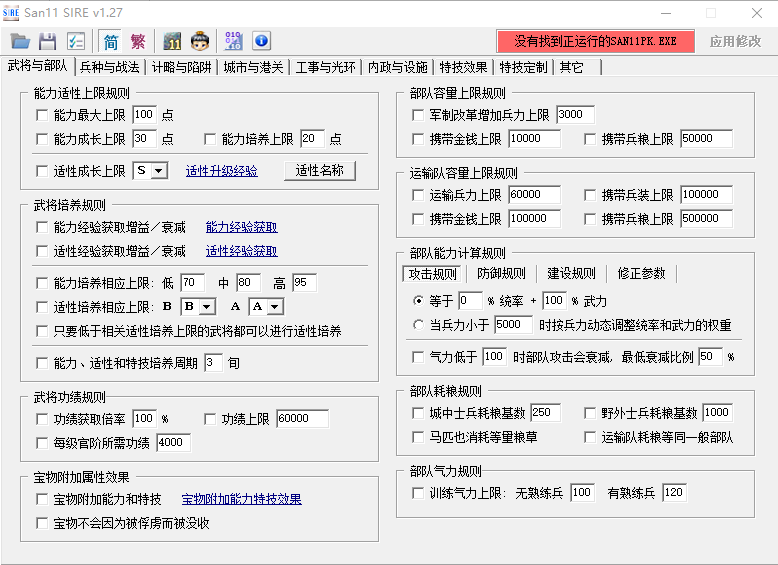 San11 SIRE v1.27
SIRE 简 繁 11 没有找到正运行的SAN11PK.EXE 应用修改
武将与部队 兵种与战法 计略与陷阱 城市与港关 工事与光环 内政与设施 特技效果 特技定制 其它
能力适性上限规则
能力最大上限 100 点
能力成长上限 30 点 能力培养上限 20 点
适性成长上限 S 适性升级经验 适性名称
武将培养规则
能力经验获取增益／衰减 能力经验获取
适性经验获取增益／衰减 适性经验获取
能力培养相应上限: 低 70 中 80 高 95
适性培养相应上限: B B A A
只要低于相关适性培养上限的武将都可以进行适性培养
能力、适性和特技培养周期 3 旬
武将功绩规则
功绩获取倍率 100 % 功绩上限 60000
每级官阶所需功绩 4000
宝物附加属性效果
宝物附加能力和特技 宝物附加能力特技效果
宝物不会因为被俘虏而被没收
部队容量上限规则
军制改革增加兵力上限 3000
携带金钱上限 10000 携带兵粮上限 50000
运输队容量上限规则
运输兵力上限 60000 携带兵装上限 100000
携带金钱上限 100000 携带兵粮上限 500000
部队能力计算规则
攻击规则 防御规则 建设规则 修正参数
等于 0 % 统率 + 100 % 武力
当兵力小于 5000 时按兵力动态调整统率和武力的权重
气力低于 100 时部队攻击会衰减, 最低衰减比例 50 %
部队耗粮规则
城中士兵耗粮基数 250 野外士兵耗粮基数 1000
马匹也消耗等量粮草 运输队耗粮等同一般部队
部队气力规则
训练气力上限: 无熟练兵 100 有熟练兵 120